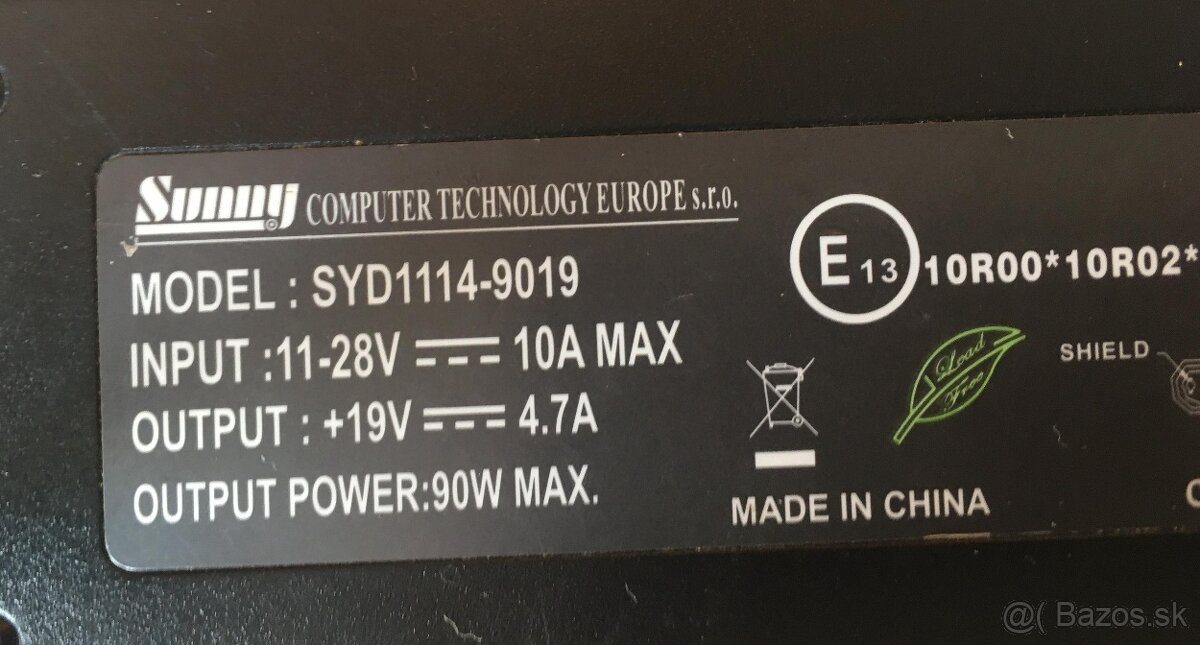 Sunny COMPUTER TECHNOLOGY EUROPE s.r.o.
MODEL : SYD1114-9019
INPUT :11-28V 10A MAX
OUTPUT : +19V 4.7A
OUTPUT POWER:90W MAX.
E 13 10R00*10R02*
Lead
Free
SHIELD
MADE IN CHINA
@( Bazos.sk